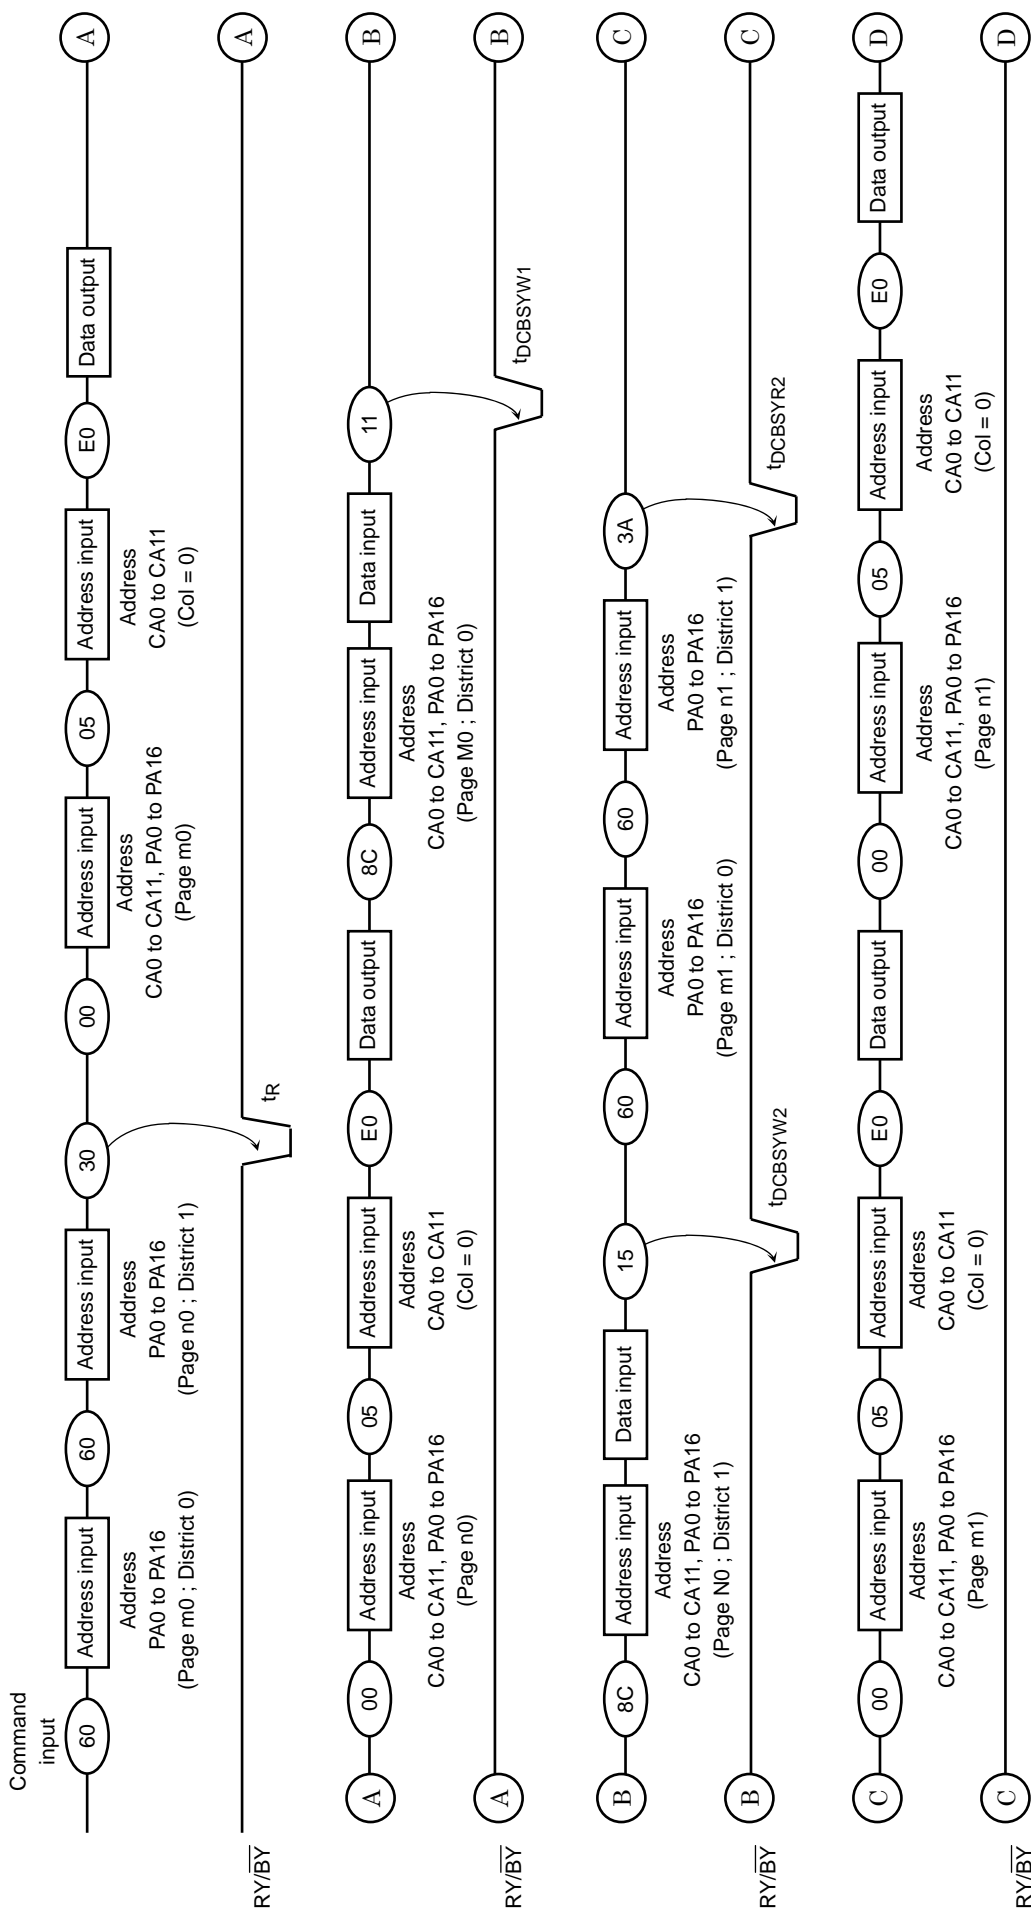 Command
input
60 Address input 60 Address input 30 00 Address input 05 Address input E0 Data output A
Address
PA0 to PA16
(Page m0 ; District 0)
Address
PA0 to PA16
(Page n0 ; District 1)
Address
CA0 to CA11, PA0 to PA16
(Page m0)
Address
CA0 to CA11
(Col = 0)
RY/BY tR A
A 00 Address input 05 Address input E0 Data output 8C Address input Data input 11 B
Address
CA0 to CA11, PA0 to PA16
(Page n0)
Address
CA0 to CA11
(Col = 0)
Address
CA0 to CA11, PA0 to PA16
(Page M0 ; District 0)
RY/BY A tDCBSYW1 B
B 8C Address input Data input 15 60 Address input 60 Address input 3A C
Address
CA0 to CA11, PA0 to PA16
(Page N0 ; District 1)
Address
PA0 to PA16
(Page m1 ; District 0)
Address
PA0 to PA16
(Page n1 ; District 1)
RY/BY B tDCBSYW2 tDCBSYR2 C
C 00 Address input 05 Address input E0 Data output 00 Address input 05 Address input E0 Data output D
Address
CA0 to CA11, PA0 to PA16
(Page m1)
Address
CA0 to CA11
(Col = 0)
Address
CA0 to CA11, PA0 to PA16
(Page n1)
Address
CA0 to CA11
(Col = 0)
RY/BY C D